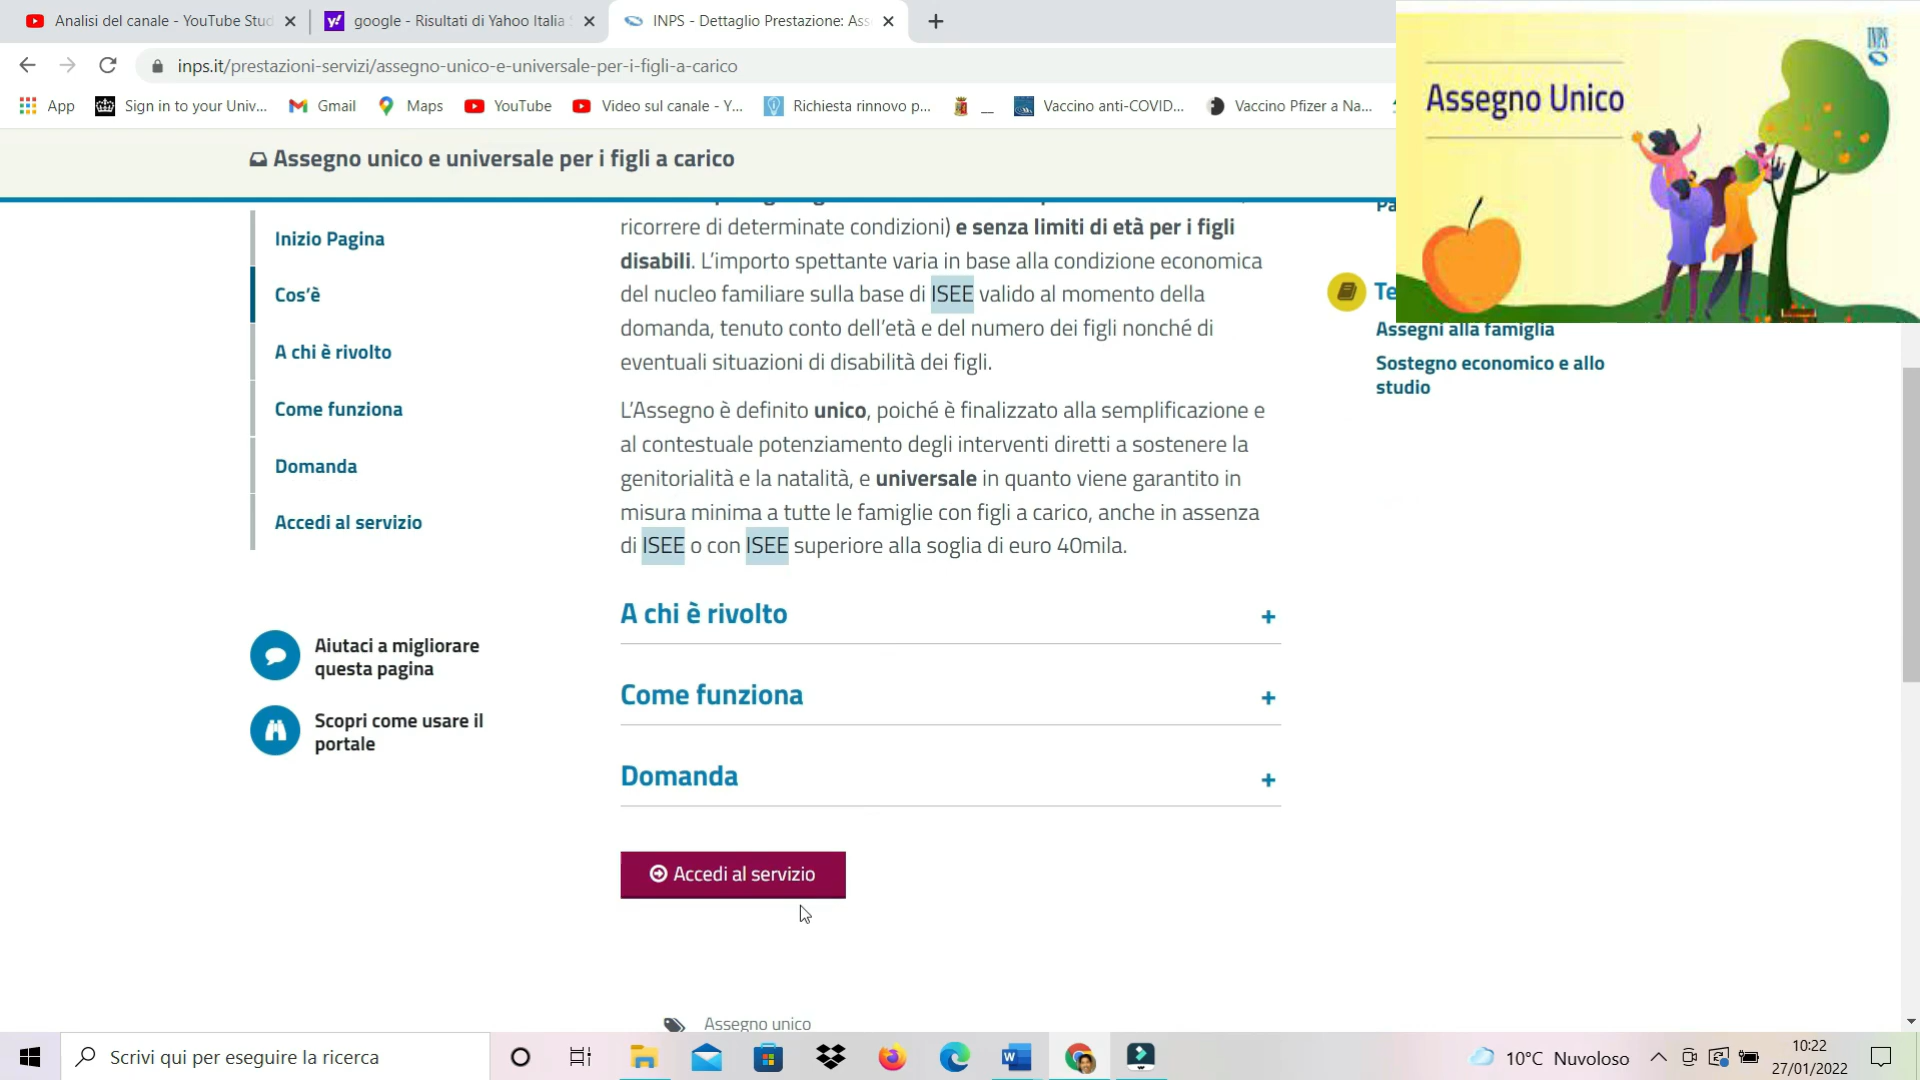 Analisi del canale - YouTube Stud
google - Risultati di Yahoo Italia
INPS - Dettaglio Prestazione: Ass
inps.it/prestazioni-servizi/assegno-unico-e-universale-per-i-figli-a-carico
App
Sign in to your Univ...
Gmail
Maps
YouTube
Video sul canale - Y...
Richiesta rinnovo p...
Vaccino anti-COVID...
Vaccino Pfizer a Na...
INPS
Assegno Unico
Assegno unico e universale per i figli a carico
Inizio Pagina
Cos'è
A chi è rivolto
Come funziona
Domanda
Accedi al servizio
Aiutaci a migliorare
questa pagina
Scopri come usare il
portale
ricorrere di determinate condizioni) e senza limiti di età per i figli
disabili. L'importo spettante varia in base alla condizione economica
del nucleo familiare sulla base di ISEE valido al momento della
domanda, tenuto conto dell'età e del numero dei figli nonché di
eventuali situazioni di disabilità dei figli.
L'Assegno è definito unico, poiché è finalizzato alla semplificazione e
al contestuale potenziamento degli interventi diretti a sostenere la
genitorialità e la natalità, e universale in quanto viene garantito in
misura minima a tutte le famiglie con figli a carico, anche in assenza
di ISEE o con ISEE superiore alla soglia di euro 40mila.
A chi è rivolto
Come funziona
Domanda
Accedi al servizio
Assegno unico
Assegni alla famiglia
Sostegno economico e allo
studio
Scrivi qui per eseguire la ricerca
10°C Nuvoloso
10:22
27/01/2022